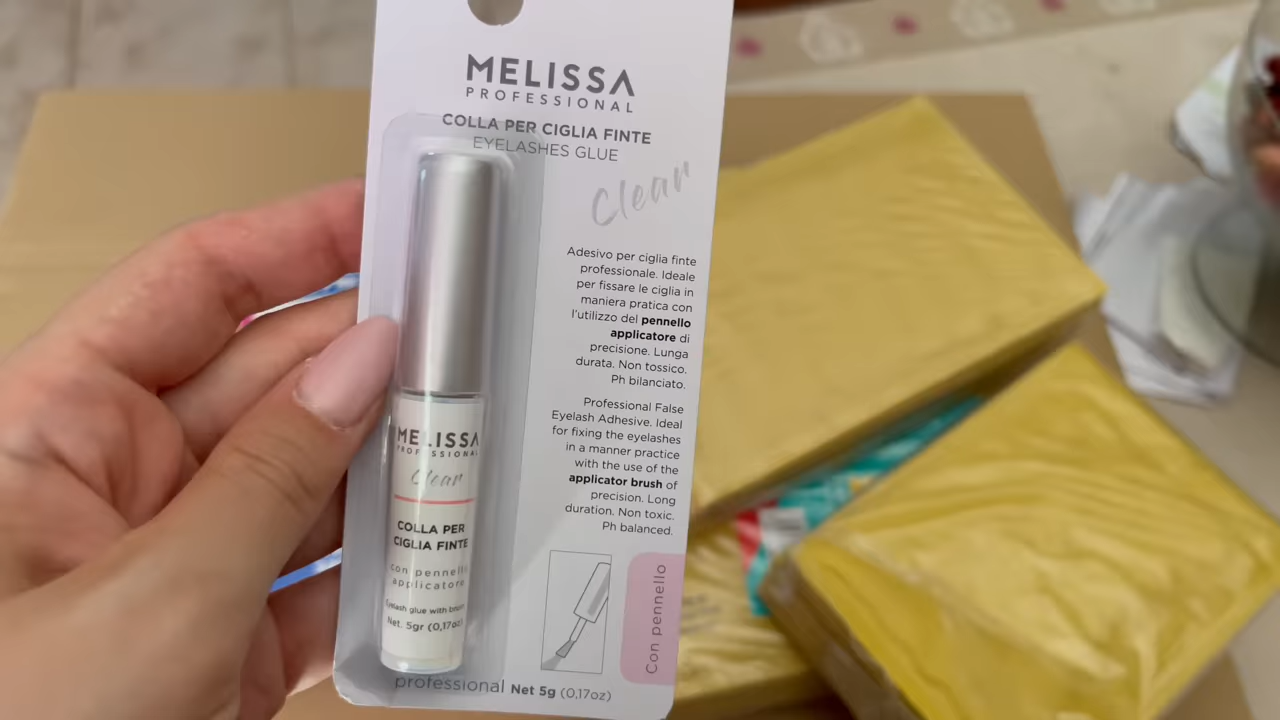 MELISSA
PROFESSIONAL
COLLA PER CIGLIA FINTE
EYELASHES GLUE
Clear
Adesivo per ciglia finte
professionale. Ideale
per fissare le ciglia in
maniera pratica con
l'utilizzo del pennello
applicatore di
precisione. Lunga
durata. Non tossico.
Ph bilanciato.
Professional False
Eyelash Adhesive. Ideal
for fixing the eyelashes
in a manner practice
with the use of the
applicator brush of
precision. Long
duration. Non toxic.
Ph balanced.
Con pennello
MELISSA
PROFESSIONAL
Clear
COLLA PER
CIGLIA FINTE
con pennello
applicatore
Eyelash glue with brush
Net. 5gr (0,17oz)
professional Net 5g (0,17oz)